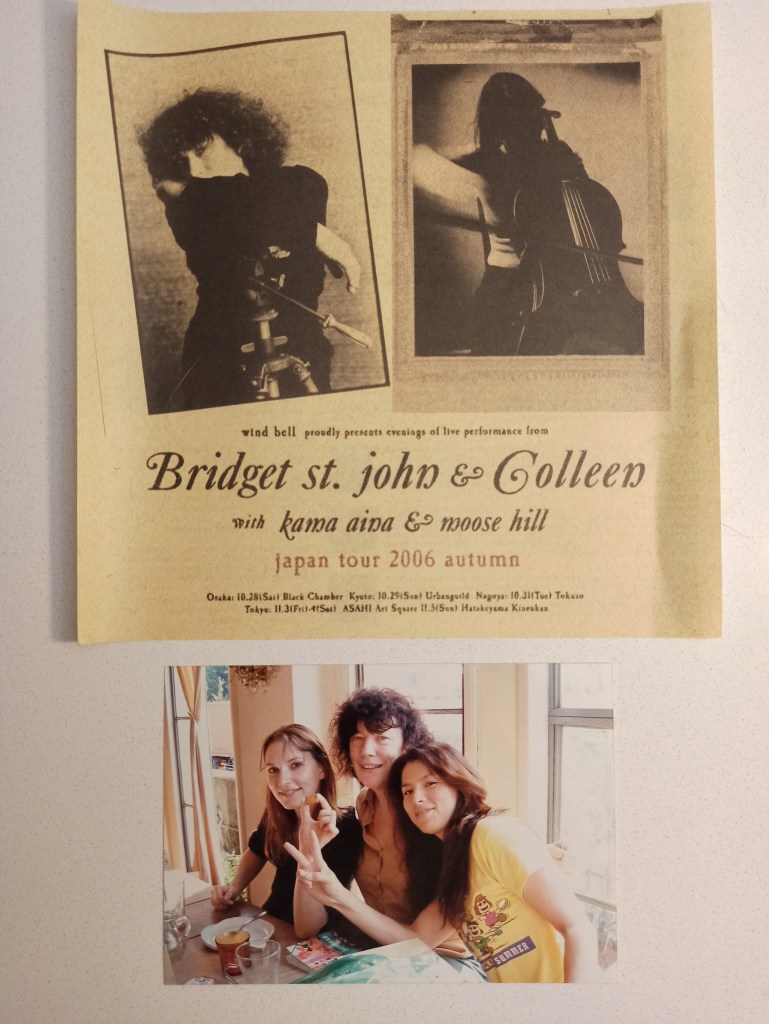 wind bell proudly presents evenings of live performance from
Bridget st. john & Colleen
with kama aina & moose hill
japan tour 2006 autumn
Osaka: 10.28(Sat) Black Chamber Kyoto: 10.29(Sun) Urbanguild Nagoya: 10.31(Tue) Tokuzo
Tokyo: 11.3(Fri)-4(Sat) ASAHI Art Square 11.5(Sun) Hatakeyama Kinenkan
SUMMER